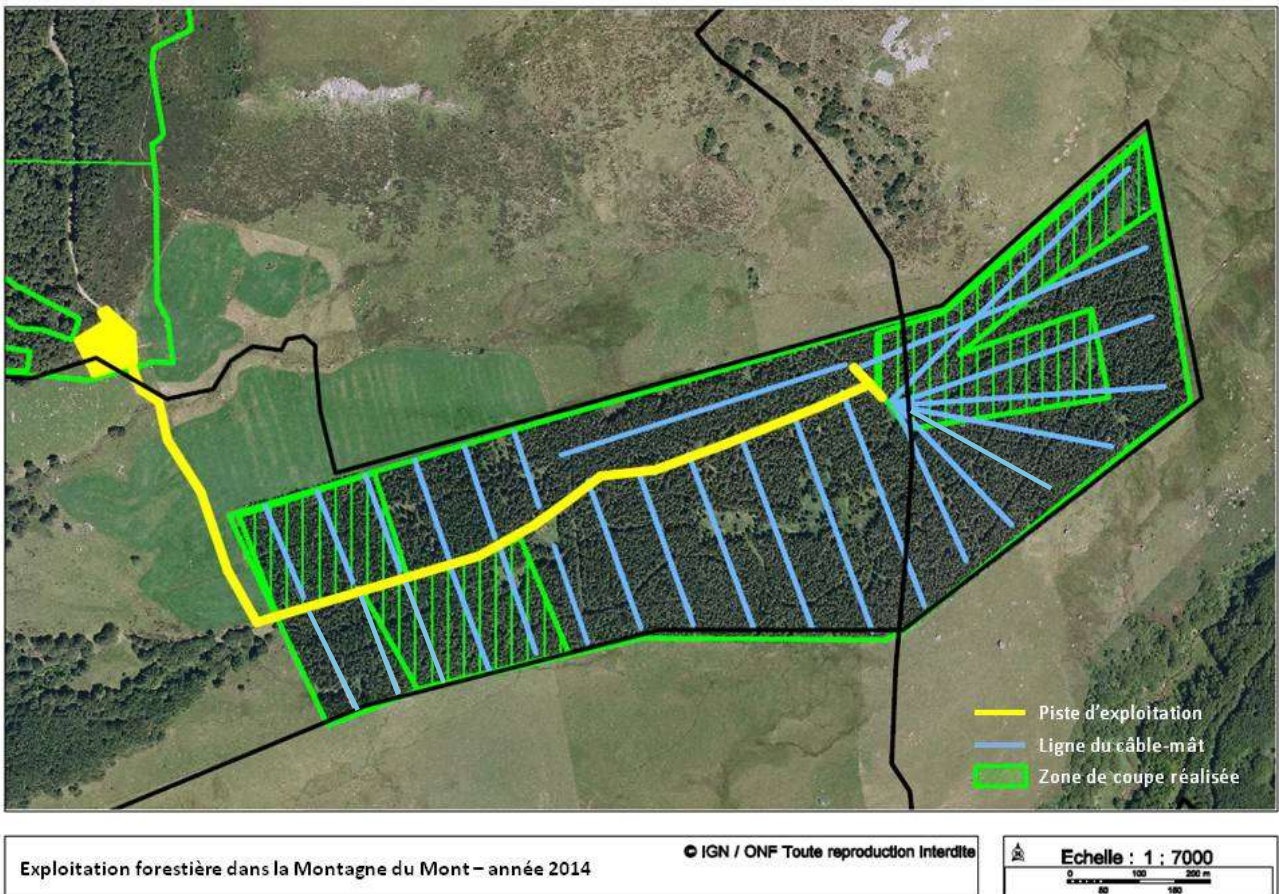 Piste d'exploitation
Ligne du câble-mât
Zone de coupe réalisée
Exploitation forestière dans la Montagne du Mont – année 2014
© IGN / ONF Toute reproduction interdite
Echelle : 1 : 7000
0 100 200 m
50 150